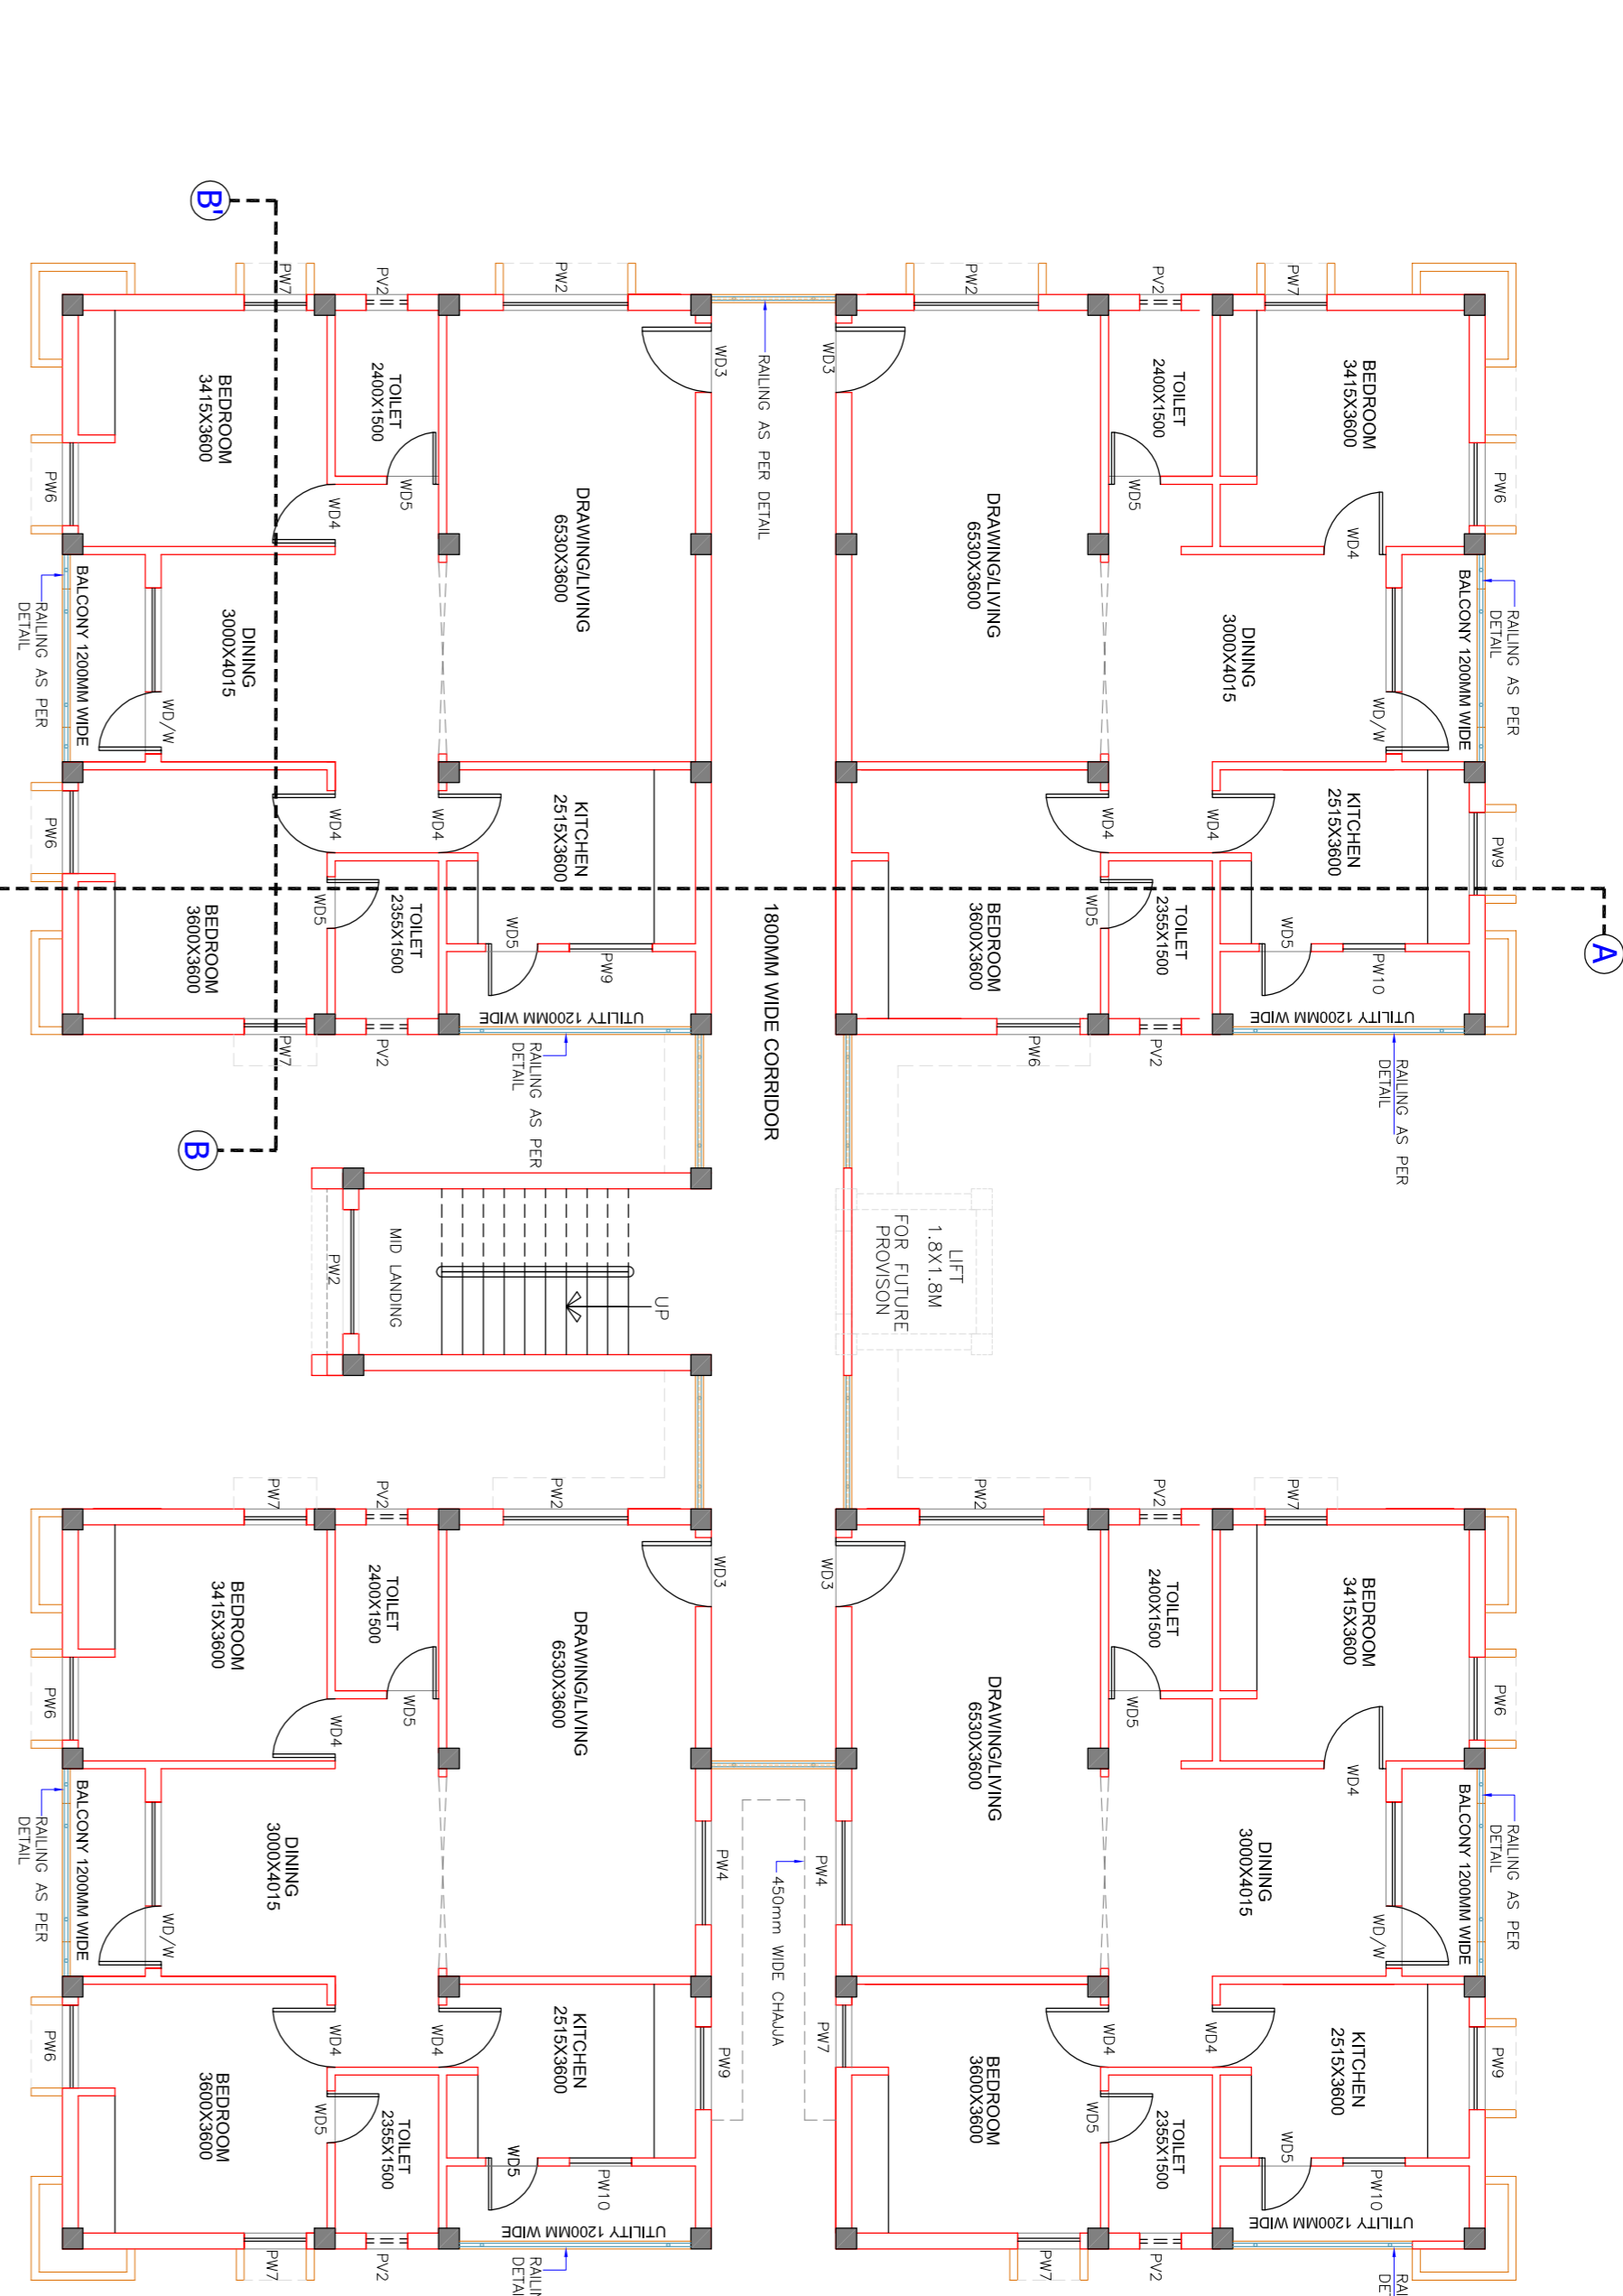 B'
PW7
PV2
PW2
PW2
PV2
PW7
WD3
RAILING AS PER DETAIL
WD3
BEDROOM
3415X3600
TOILET
2400X1500
TOILET
2400X1500
BEDROOM
3415X3600
PW6
WD4
WD5
DRAWING/LIVING
6530X3600
DRAWING/LIVING
6530X3600
WD5
WD4
PW6
RAILING AS PER
DETAIL
BALCONY 1200MM WIDE
DINING
3000X4015
WD/W
DINING
3000X4015
WD/W
BALCONY 1200MM WIDE
RAILING AS PER
DETAIL
PW6
WD4
WD4
KITCHEN
2515X3600
WD4
WD4
KITCHEN
2515X3600
PW9
BEDROOM
3600X3600
WD5
TOILET
2355X1500
WD5
PW9
UTILITY 1200MM WIDE
1800MM WIDE CORRIDOR
BEDROOM
3600X3600
WD5
TOILET
2355X1500
WD5
PW10
UTILITY 1200MM WIDE
A
PW7
PV2
RAILING AS PER
DETAIL
PW6
PV2
RAILING AS PER
DETAIL
B
PW2
MID LANDING
UP
LIFT
1.8X1.8M
FOR FUTURE
PROVISON
PW7
PV2
PW2
PW2
PV2
PW7
WD3
WD3
BEDROOM
3415X3600
TOILET
2400X1500
TOILET
2400X1500
BEDROOM
3415X3600
PW6
WD4
WD5
DRAWING/LIVING
6530X3600
DRAWING/LIVING
6530X3600
WD5
WD4
PW6
RAILING AS PER
DETAIL
BALCONY 1200MM WIDE
DINING
3000X4015
WD/W
PW4
450mm WIDE CHAJJA
PW4
DINING
3000X4015
WD/W
BALCONY 1200MM WIDE
RAILING AS PER
DETAIL
PW6
WD4
WD4
KITCHEN
2515X3600
PW9
PW7
WD4
WD4
KITCHEN
2515X3600
PW9
BEDROOM
3600X3600
WD5
TOILET
2355X1500
WD5
PW10
UTILITY 1200MM WIDE
BEDROOM
3600X3600
WD5
TOILET
2355X1500
WD5
PW10
UTILITY 1200MM WIDE
PW7
PV2
PW7
PV2